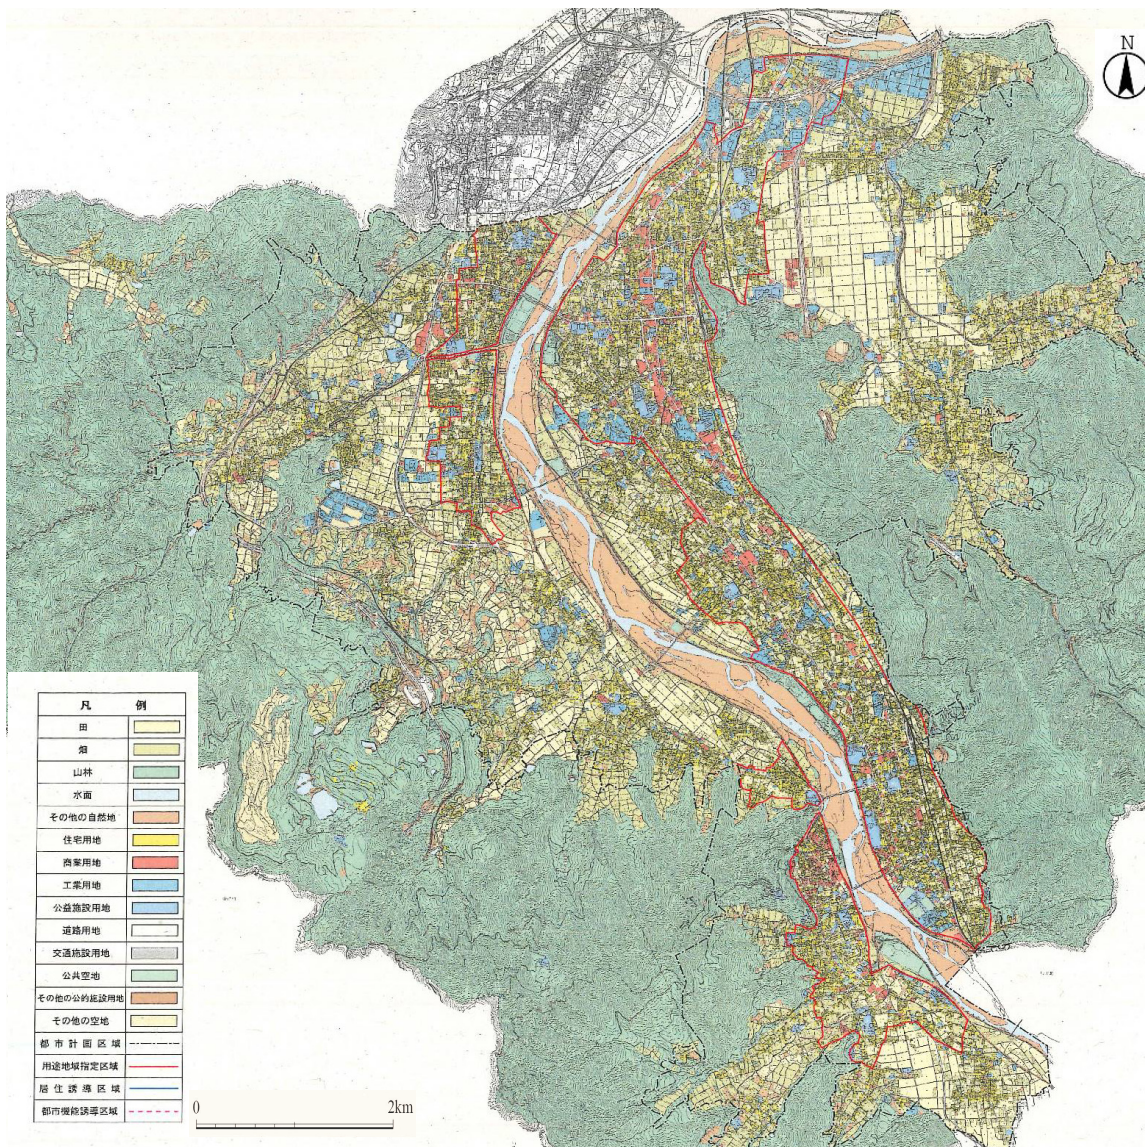 N
凡 例
田
畑
山林
水面
その他の自然地
住宅用地
商業用地
工業用地
公益施設用地
道路用地
交通施設用地
公共空地
その他の公的施設用地
その他の空地
都市計画区域
用途地域指定区域
居住誘導区域
都市機能誘導区域
0 2km